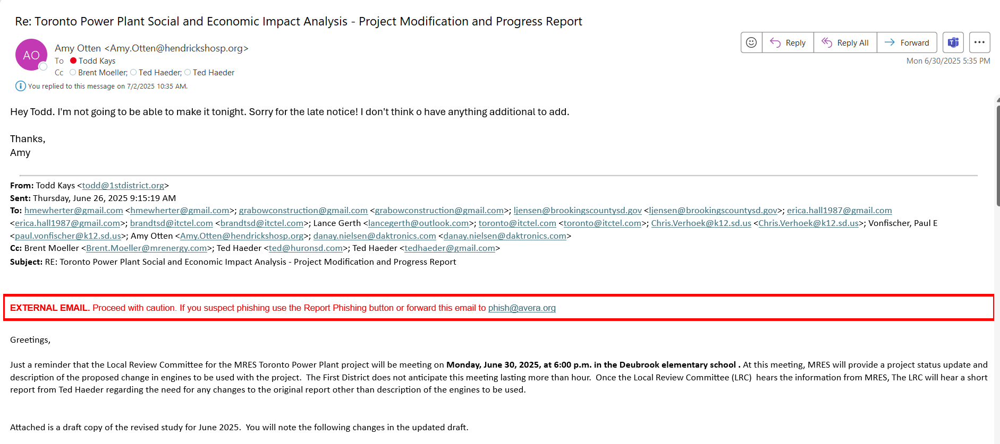 Re: Toronto Power Plant Social and Economic Impact Analysis - Project Modification and Progress Report
AO
Amy Otten <Amy.Otten@hendrickshosp.org>
To Todd Kays
Cc Brent Moeller; Ted Haeder; Ted Haeder
Reply
Reply All
Forward
Mon 6/30/2025 5:35 PM
You replied to this message on 7/2/2025 10:35 AM.
Hey Todd. I'm not going to be able to make it tonight. Sorry for the late notice! I don't think o have anything additional to add.
Thanks,
Amy
From: Todd Kays <todd@1stdistrict.org>
Sent: Thursday, June 26, 2025 9:15:19 AM
To: hmewherter@gmail.com <hmewherter@gmail.com>; grabowconstruction@gmail.com <grabowconstruction@gmail.com>; ljensen@brookingscountysd.gov <ljensen@brookingscountysd.gov>; erica.hall1987@gmail.com
<erica.hall1987@gmail.com>; brandtsd@itctel.com <brandtsd@itctel.com>; Lance Gerth <lancegerth@outlook.com>; toronto@itctel.com <toronto@itctel.com>; Chris.Verhoek@k12.sd.us <Chris.Verhoek@k12.sd.us>; Vonfischer, Paul E
<paul.vonfischer@k12.sd.us>; Amy Otten <Amy.Otten@hendrickshosp.org>; danay.nielsen@daktronics.com <danay.nielsen@daktronics.com>
Cc: Brent Moeller <Brent.Moeller@mrenergy.com>; Ted Haeder <ted@huronsd.com>; Ted Haeder <tedhaeder@gmail.com>
Subject: RE: Toronto Power Plant Social and Economic Impact Analysis - Project Modification and Progress Report
EXTERNAL EMAIL. Proceed with caution. If you suspect phishing use the Report Phishing button or forward this email to phish@avera.org
Greetings,
Just a reminder that the Local Review Committee for the MRES Toronto Power Plant project will be meeting on Monday, June 30, 2025, at 6:00 p.m. in the Deubrook elementary school . At this meeting, MRES will provide a project status update and
description of the proposed change in engines to be used with the project. The First District does not anticipate this meeting lasting more than hour. Once the Local Review Committee (LRC) hears the information from MRES, The LRC will hear a short
report from Ted Haeder regarding the need for any changes to the original report other than description of the engines to be used.
Attached is a draft copy of the revised study for June 2025. You will note the following changes in the updated draft.